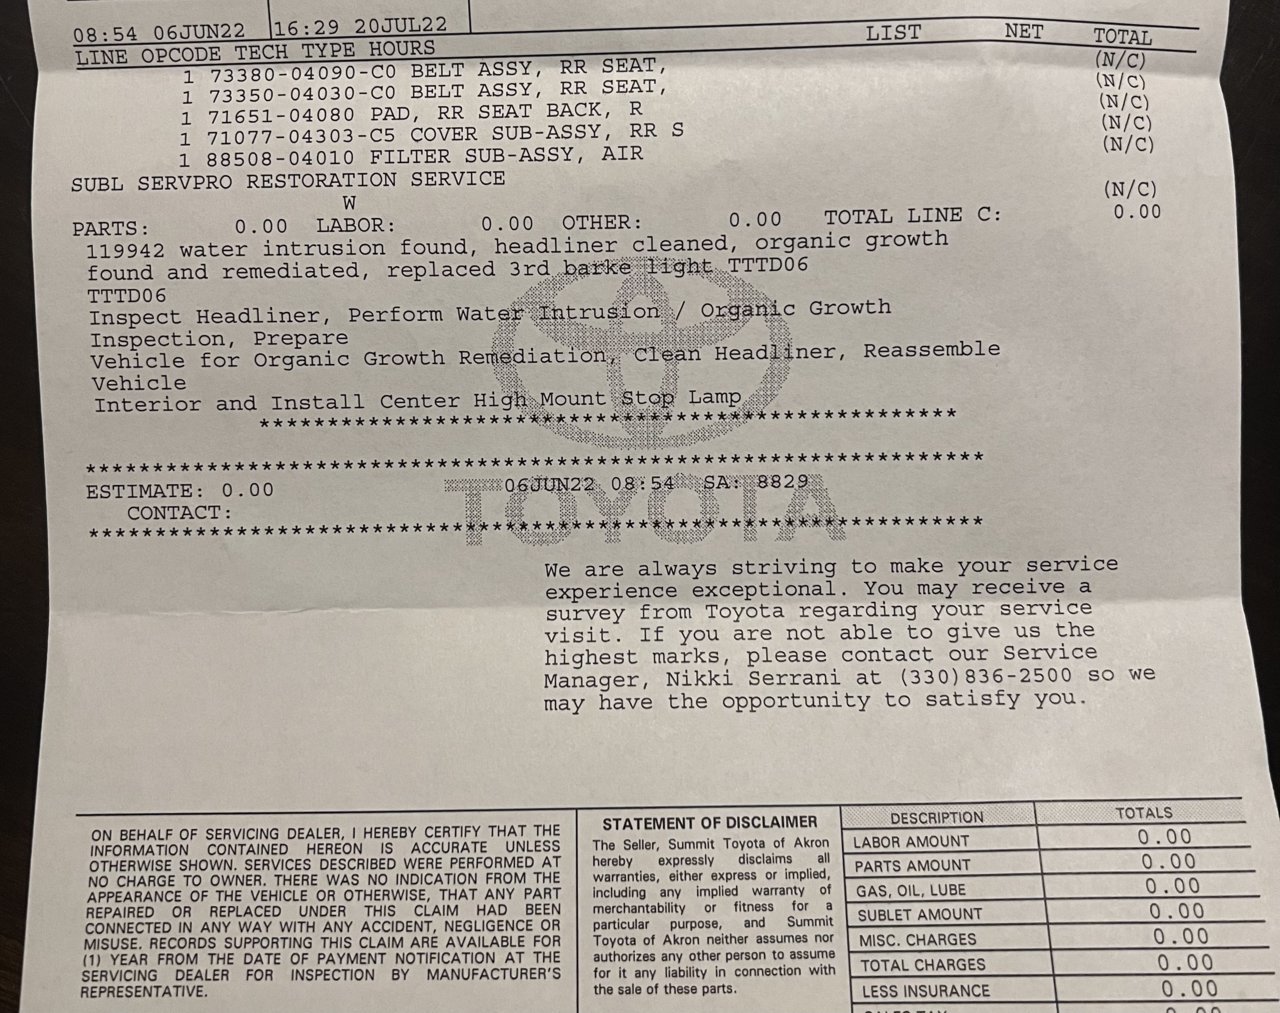 08:54 06JUN22 16:29 20JUL22
LINE OPCODE TECH TYPE HOURS LIST NET TOTAL
1 73380-04090-C0 BELT ASSY, RR SEAT, (N/C)
1 73350-04030-C0 BELT ASSY, RR SEAT, (N/C)
1 71651-04080 PAD, RR SEAT BACK, R (N/C)
1 71077-04303-C5 COVER SUB-ASSY, RR S (N/C)
1 88508-04010 FILTER SUB-ASSY, AIR (N/C)
SUBL SERVPRO RESTORATION SERVICE
W (N/C)
PARTS: 0.00 LABOR: 0.00 OTHER: 0.00 TOTAL LINE C: 0.00
119942 water intrusion found, headliner cleaned, organic growth
found and remediated, replaced 3rd barke light TTTD06
TTTD06
Inspect Headliner, Perform Water Intrusion / Organic Growth
Inspection, Prepare
Vehicle for Organic Growth Remediation, Clean Headliner, Reassemble
Vehicle
Interior and Install Center High Mount Stop Lamp
****************************************************
*******************************************************************
ESTIMATE: 0.00 06JUN22 08:54 SA: 8829
CONTACT:
*******************************************************************
TOYOTA
We are always striving to make your service
experience exceptional. You may receive a
survey from Toyota regarding your service
visit. If you are not able to give us the
highest marks, please contact our Service
Manager, Nikki Serrani at (330)836-2500 so we
may have the opportunity to satisfy you.
ON BEHALF OF SERVICING DEALER, I HEREBY CERTIFY THAT THE
INFORMATION CONTAINED HEREON IS ACCURATE UNLESS
OTHERWISE SHOWN. SERVICES DESCRIBED WERE PERFORMED AT
NO CHARGE TO OWNER. THERE WAS NO INDICATION FROM THE
APPEARANCE OF THE VEHICLE OR OTHERWISE, THAT ANY PART
REPAIRED OR REPLACED UNDER THIS CLAIM HAD BEEN
CONNECTED IN ANY WAY WITH ANY ACCIDENT, NEGLIGENCE OR
MISUSE. RECORDS SUPPORTING THIS CLAIM ARE AVAILABLE FOR
(1) YEAR FROM THE DATE OF PAYMENT NOTIFICATION AT THE
SERVICING DEALER FOR INSPECTION BY MANUFACTURER'S
REPRESENTATIVE.
STATEMENT OF DISCLAIMER
The Seller, Summit Toyota of Akron
hereby expressly disclaims all
warranties, either express or implied,
including any implied warranty of
merchantability or fitness for a
particular purpose, and Summit
Toyota of Akron neither assumes nor
authorizes any other person to assume
for it any liability in connection with
the sale of these parts.
DESCRIPTION TOTALS
LABOR AMOUNT 0.00
PARTS AMOUNT 0.00
GAS, OIL, LUBE 0.00
SUBLET AMOUNT 0.00
MISC. CHARGES 0.00
TOTAL CHARGES 0.00
LESS INSURANCE 0.00